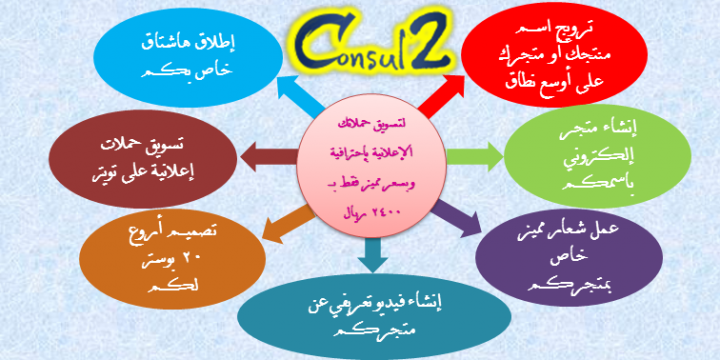 Consul2
ترويج اسم
منتجك أو متجرك
على أوسع نطاق
إنشاء متجر
إلكتروني
باسمكم
عمل شعار مميز
خاص
بمتجركم
إنشاء فيديو تعريفي عن
متجركم
تصميم أروع
٢٠ بوستر
لكم
تسويق حملات
إعلانية على تويتر
إطلاق هاشتاق
خاص بكم
لتسويق حملاتك
الإعلانية بإحترافية
وبسعر مميز فقط بـ
٢٤٠٠ ريال